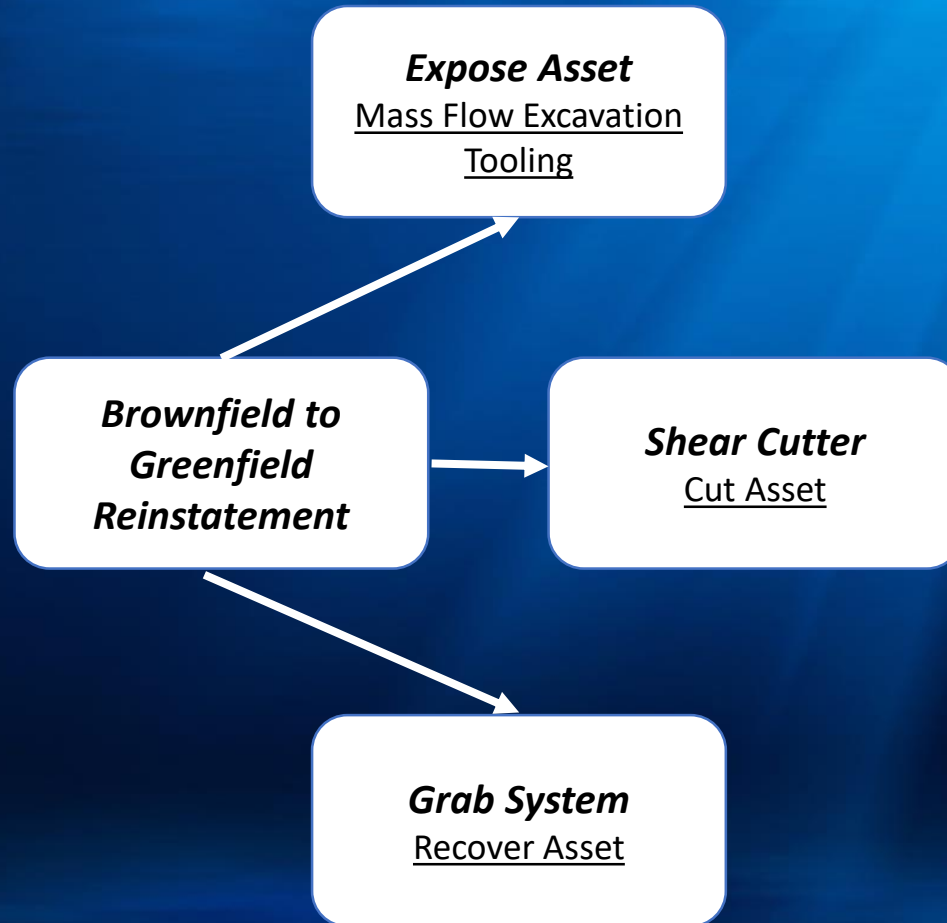 Expose Asset
Mass Flow Excavation
Tooling
Brownfield to
Greenfield
Reinstatement
Shear Cutter
Cut Asset
Grab System
Recover Asset